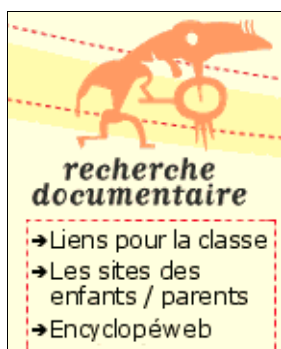 recherche
documentaire
➔Liens pour la classe
➔Les sites des
enfants / parents
➔Encyclopéweb